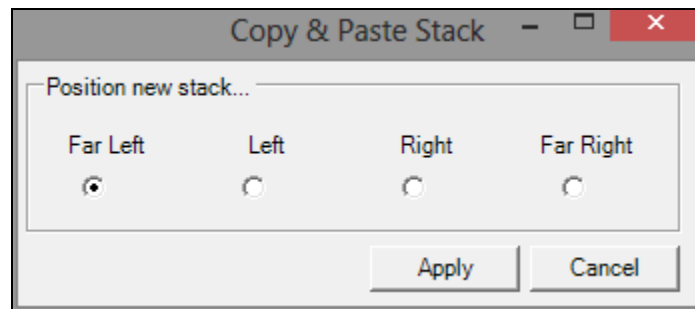 Copy & Paste Stack
Position new stack...
Far Left Left Right Far Right
Apply Cancel